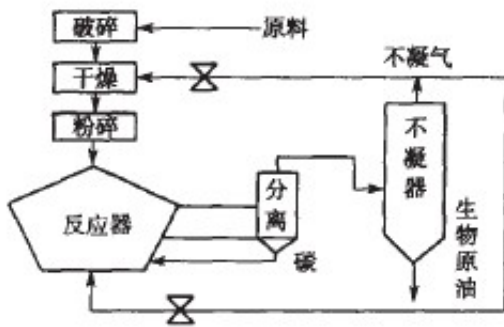 破碎
原料
干燥
不凝气
粉碎
不凝器
分离
反应器
碳
生物原油